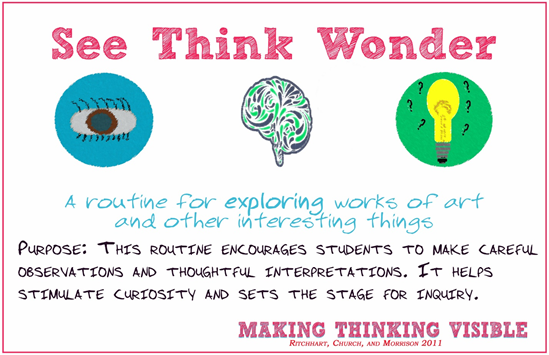 See Think Wonder
? ? ? ? ? ?
A routine for exploring works of art
and other interesting things
PURPOSE: THIS ROUTINE ENCOURAGES STUDENTS TO MAKE CAREFUL
OBSERVATIONS AND THOUGHTFUL INTERPRETATIONS. IT HELPS
STIMULATE CURIOSITY AND SETS THE STAGE FOR INQUIRY.
MAKING THINKING VISIBLE
RITCHHART, CHURCH, AND MORRISON 2011